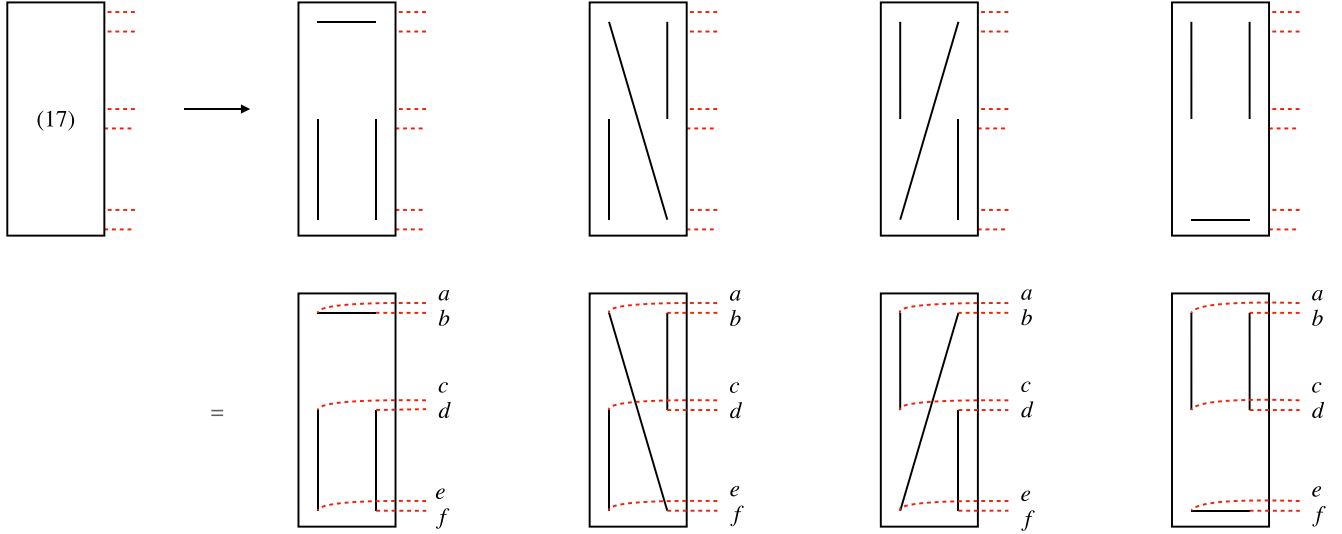 (17)
a a a a
b b b b
c c c c
= d d d d
e e e e
f f f f